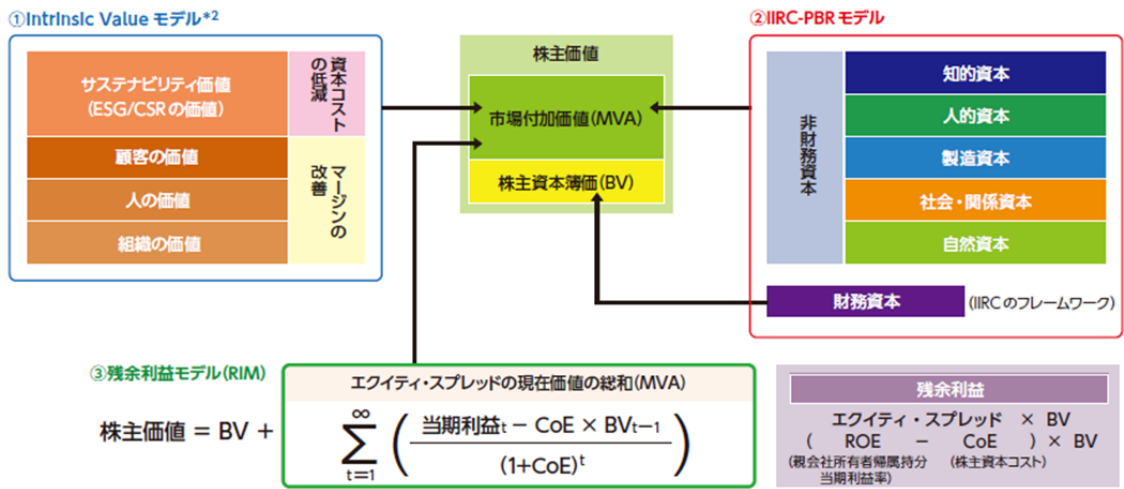 ①Intrinsic Value モデル*2
サステナビリティ価値
(ESG/CSRの価値)
資本コスト
の低減
顧客の価値
人の価値
組織の価値
マージンの
改善
株主価値
市場付加価値(MVA)
株主資本簿価(BV)
②IIRC-PBRモデル
非財務資本
知的資本
人的資本
製造資本
社会・関係資本
自然資本
財務資本
(IIRCのフレームワーク)
③残余利益モデル(RIM)
株主価値 = BV +
エクイティ・スプレッドの現在価値の総和(MVA)
∞
Σ
t=1
( 当期利益t − CoE × BVt−1 )
(1+CoE)^t
残余利益
エクイティ・スプレッド × BV
( ROE − CoE ) × BV
(親会社所有者帰属持分 (株主資本コスト)
当期利益率)